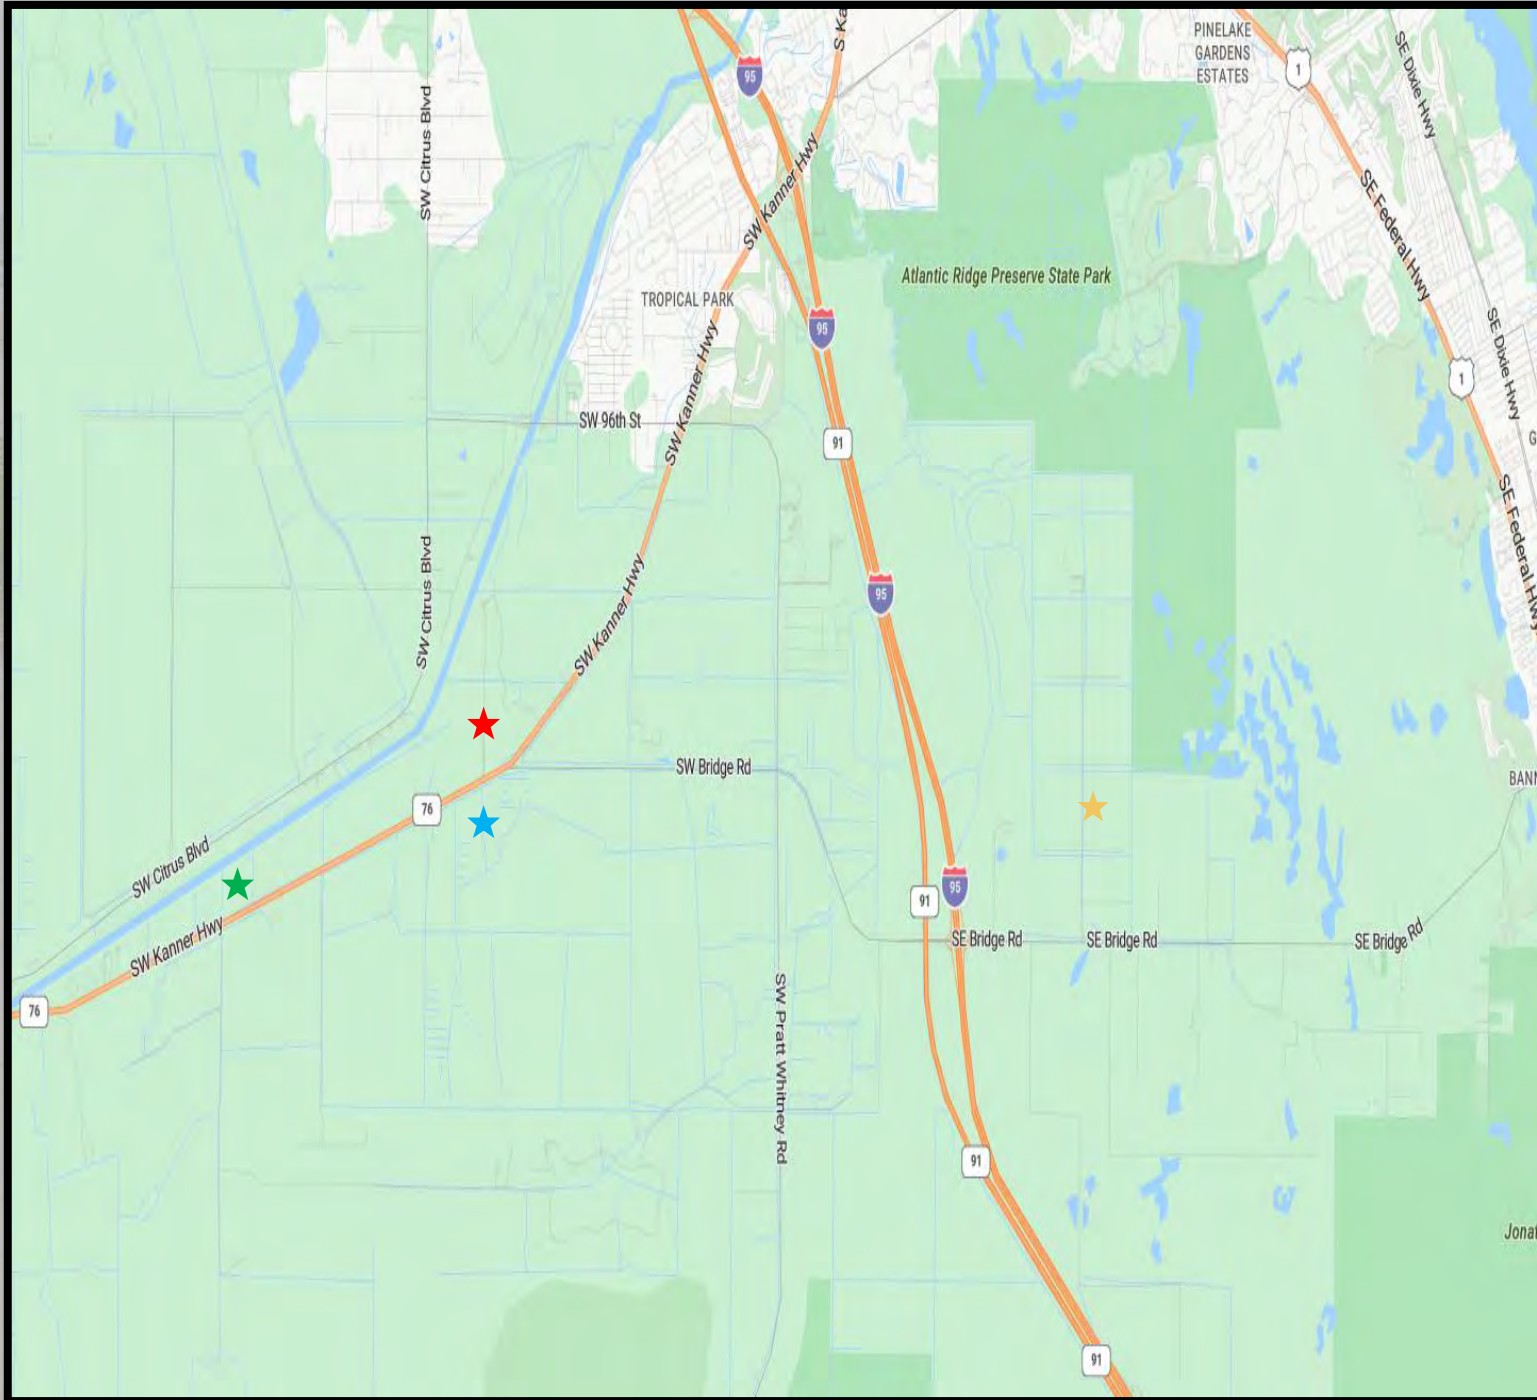 S Ka
PINELAKE
GARDENS
ESTATES
1
SE Dixie Hwy
95
SW Citrus Blvd
SW Kanner Hwy
SW Kanner Hwy
SE Federal Hwy
Atlantic Ridge Preserve State Park
TROPICAL PARK
95
SE Dixie Hwy
1
SW Kanner Hwy
SW 96th St
91
G
SE Federal Hwy
SW Citrus Blvd
95
SW Kanner Hwy
SW Bridge Rd
BANN
76
SW Citrus Blvd
95
91
SW Kanner Hwy
SE Bridge Rd
SE Bridge Rd
SE Bridge Rd
76
SW Pratt Whitney Rd
91
Jonat
91